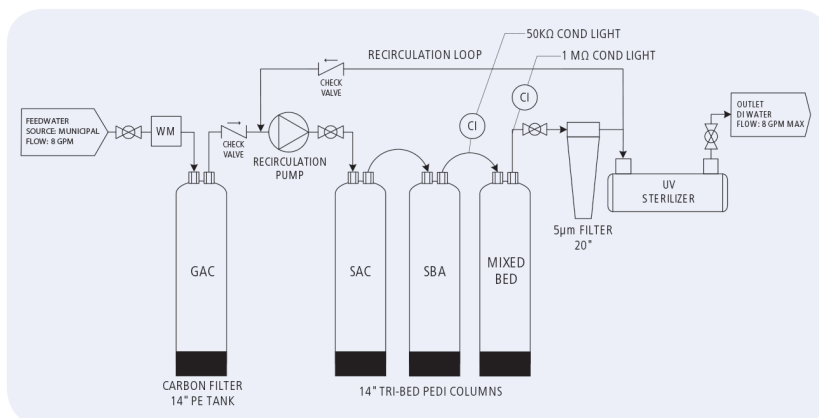 50KΩ COND LIGHT
RECIRCULATION LOOP
1 MΩ COND LIGHT
CHECK
VALVE
CI
FEEDWATER
SOURCE: MUNICIPAL
FLOW: 8 GPM
WM
CHECK
VALVE
RECIRCULATION
PUMP
CI
OUTLET
DI WATER
FLOW: 8 GPM MAX
UV
STERILIZER
5µm FILTER
20"
GAC
SAC
SBA
MIXED
BED
CARBON FILTER
14" PE TANK
14" TRI-BED PEDI COLUMNS